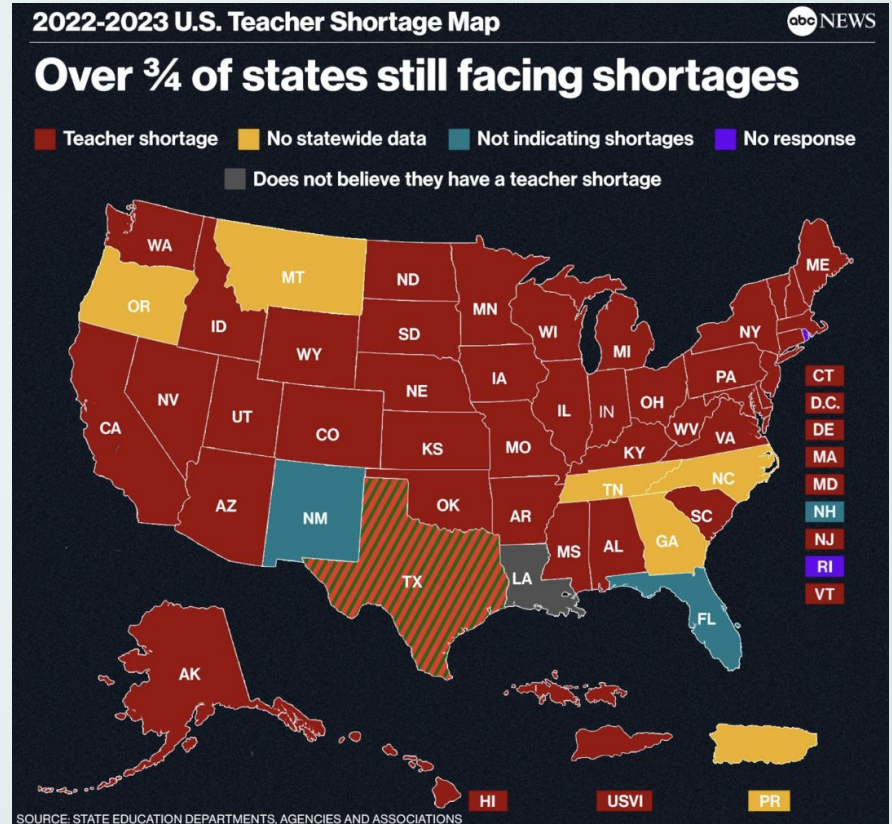 2022-2023 U.S. Teacher Shortage Map
abc NEWS
Over ¾ of states still facing shortages
Teacher shortage
No statewide data
Not indicating shortages
No response
Does not believe they have a teacher shortage
WA
MT
ND
ME
OR
MN
ID
SD
WI
NY
WY
MI
IA
PA
CT
NE
NV
OH
D.C.
UT
IL
IN
CA
CO
WV
DE
KS
MO
KY
VA
MA
MD
TN
NC
AZ
OK
NH
NM
AR
SC
MS
AL
GA
NJ
RI
TX
LA
VT
FL
AK
HI
USVI
PR
SOURCE: STATE EDUCATION DEPARTMENTS, AGENCIES AND ASSOCIATIONS